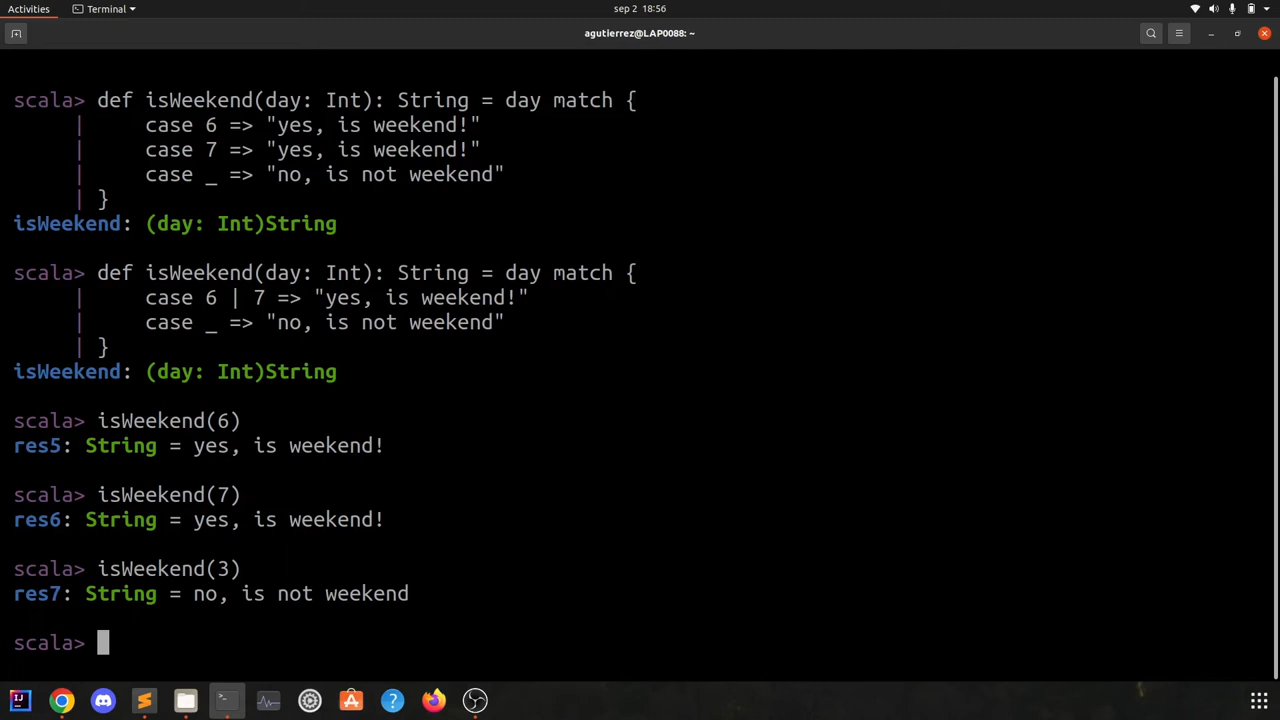 Activities
Terminal
sep 2 18:56
agutierrez@LAP0088: ~
scala> def isWeekend(day: Int): String = day match {
     |     case 6 => "yes, is weekend!"
     |     case 7 => "yes, is weekend!"
     |     case _ => "no, is not weekend"
     | }
isWeekend: (day: Int)String
scala> def isWeekend(day: Int): String = day match {
     |     case 6 | 7 => "yes, is weekend!"
     |     case _ => "no, is not weekend"
     | }
isWeekend: (day: Int)String
scala> isWeekend(6)
res5: String = yes, is weekend!
scala> isWeekend(7)
res6: String = yes, is weekend!
scala> isWeekend(3)
res7: String = no, is not weekend
scala>